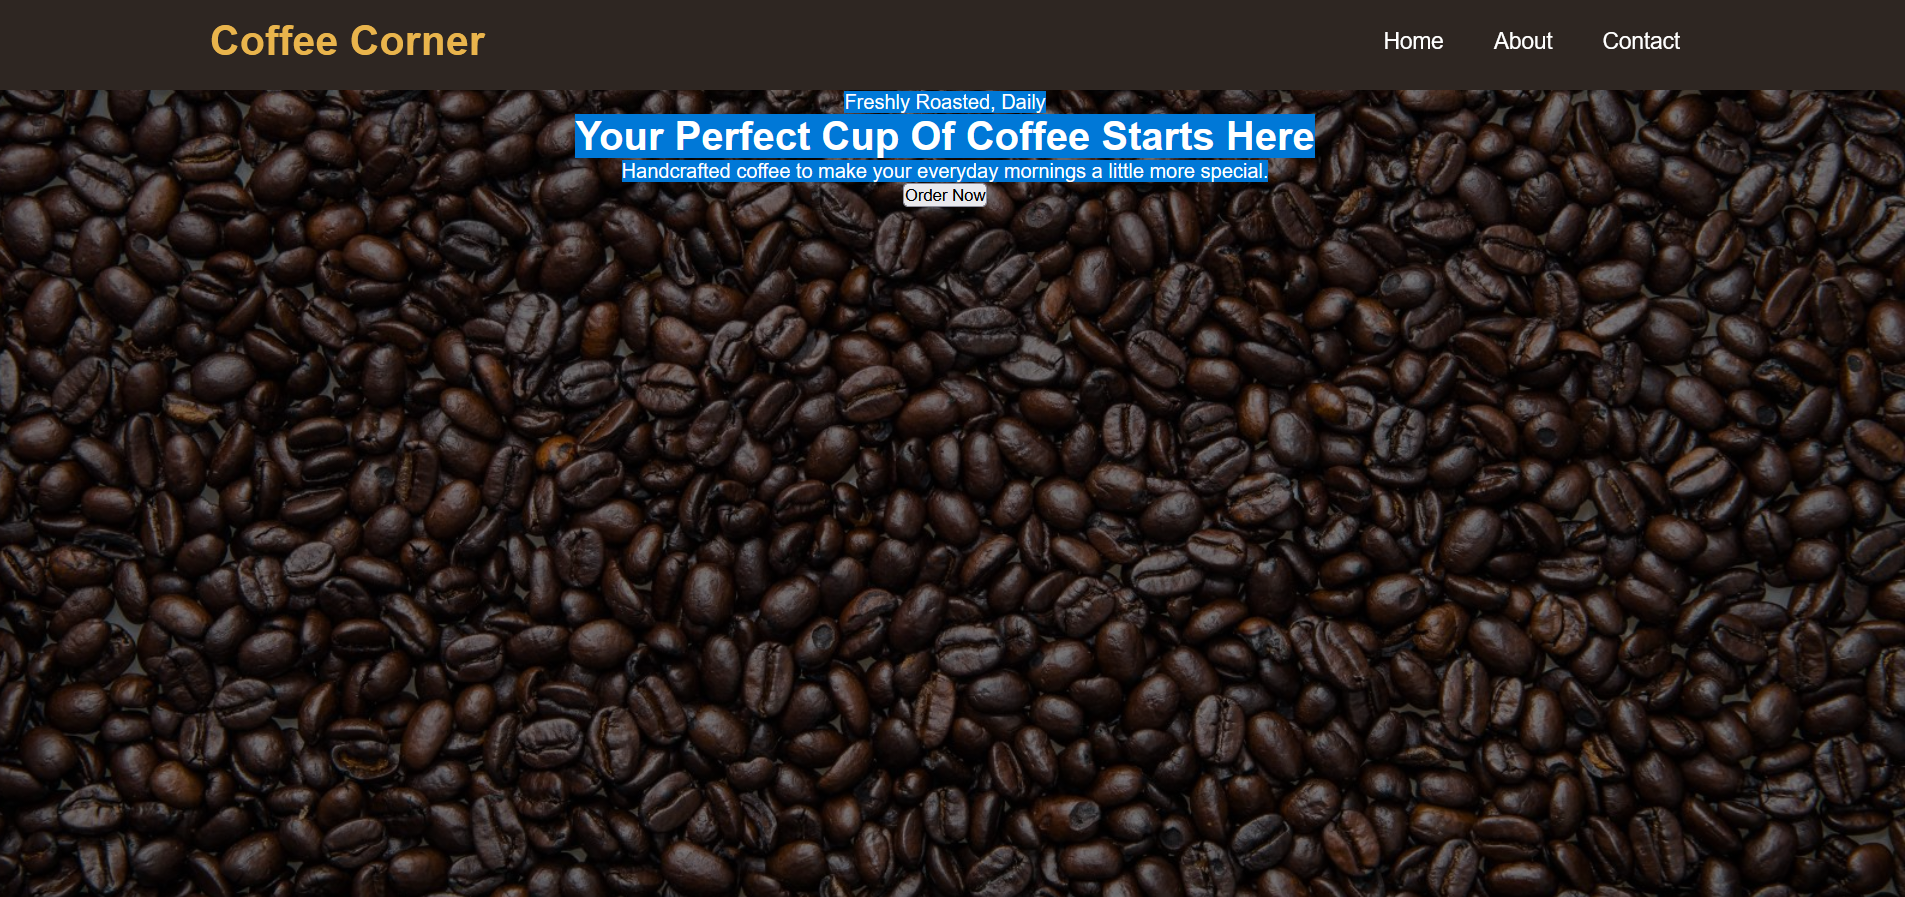 Coffee Corner
Home About Contact
Freshly Roasted, Daily
Your Perfect Cup Of Coffee Starts Here
Handcrafted coffee to make your everyday mornings a little more special.
Order Now